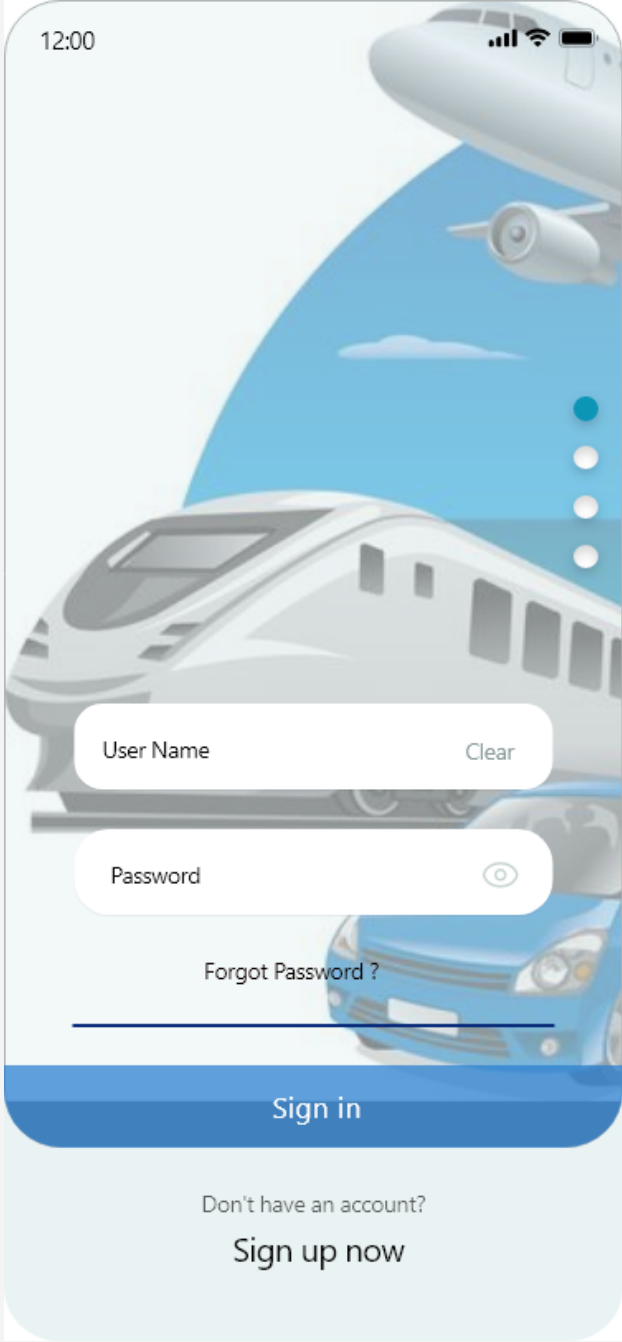 12:00
User Name
Clear
Password
Forgot Password ?
Sign in
Don't have an account?
Sign up now